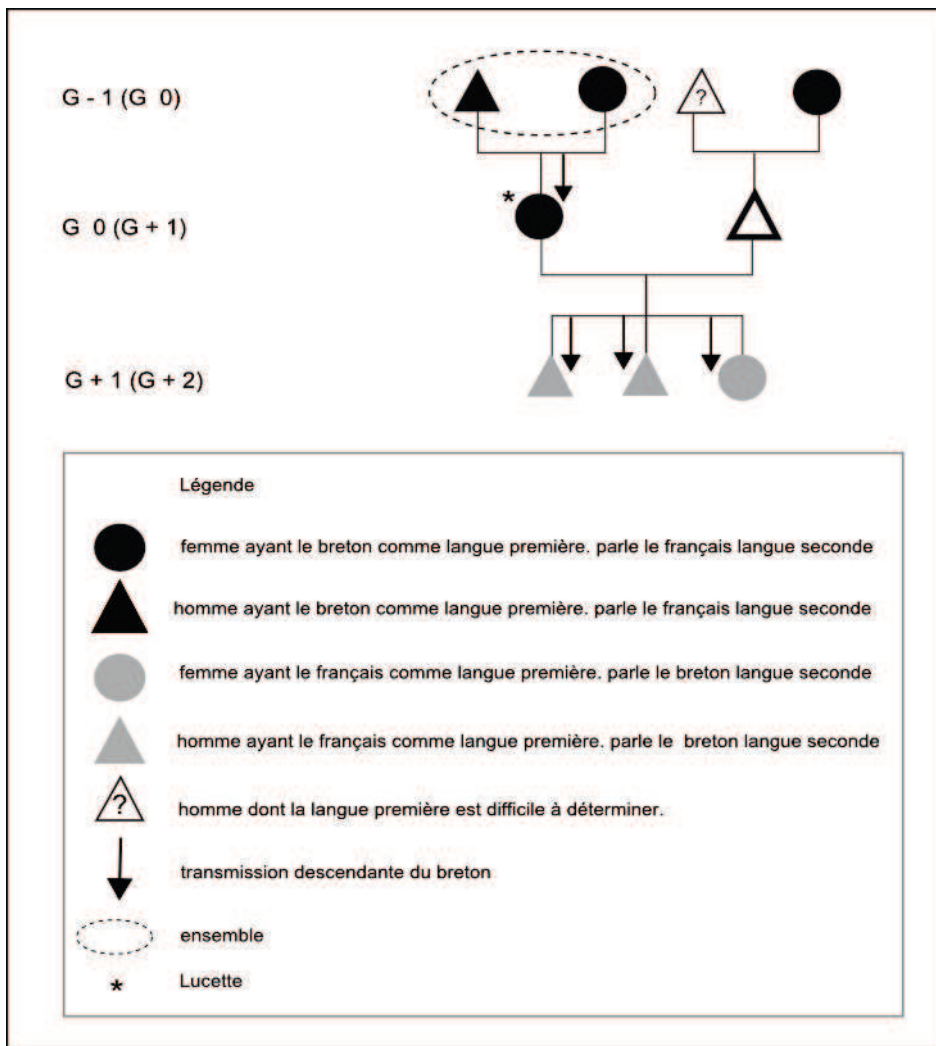 G - 1 (G 0)
?
*
G 0 (G + 1)
G + 1 (G + 2)
Légende
femme ayant le breton comme langue première. parle le français langue seconde
homme ayant le breton comme langue première. parle le français langue seconde
femme ayant le français comme langue première. parle le breton langue seconde
homme ayant le français comme langue première. parle le breton langue seconde
?
homme dont la langue première est difficile à déterminer.
transmission descendante du breton
ensemble
* Lucette